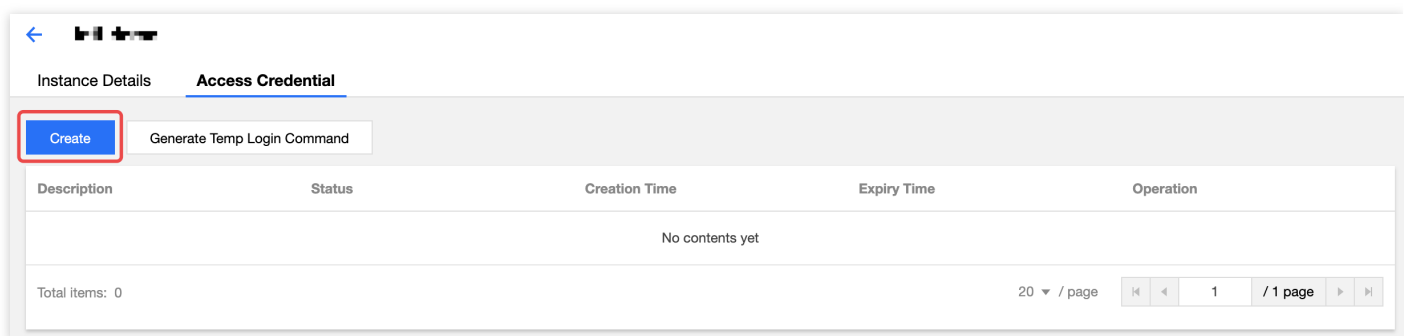 Instance Details Access Credential
Create Generate Temp Login Command
Description Status Creation Time Expiry Time Operation
No contents yet
Total items: 0 20 / page 1 / 1 page